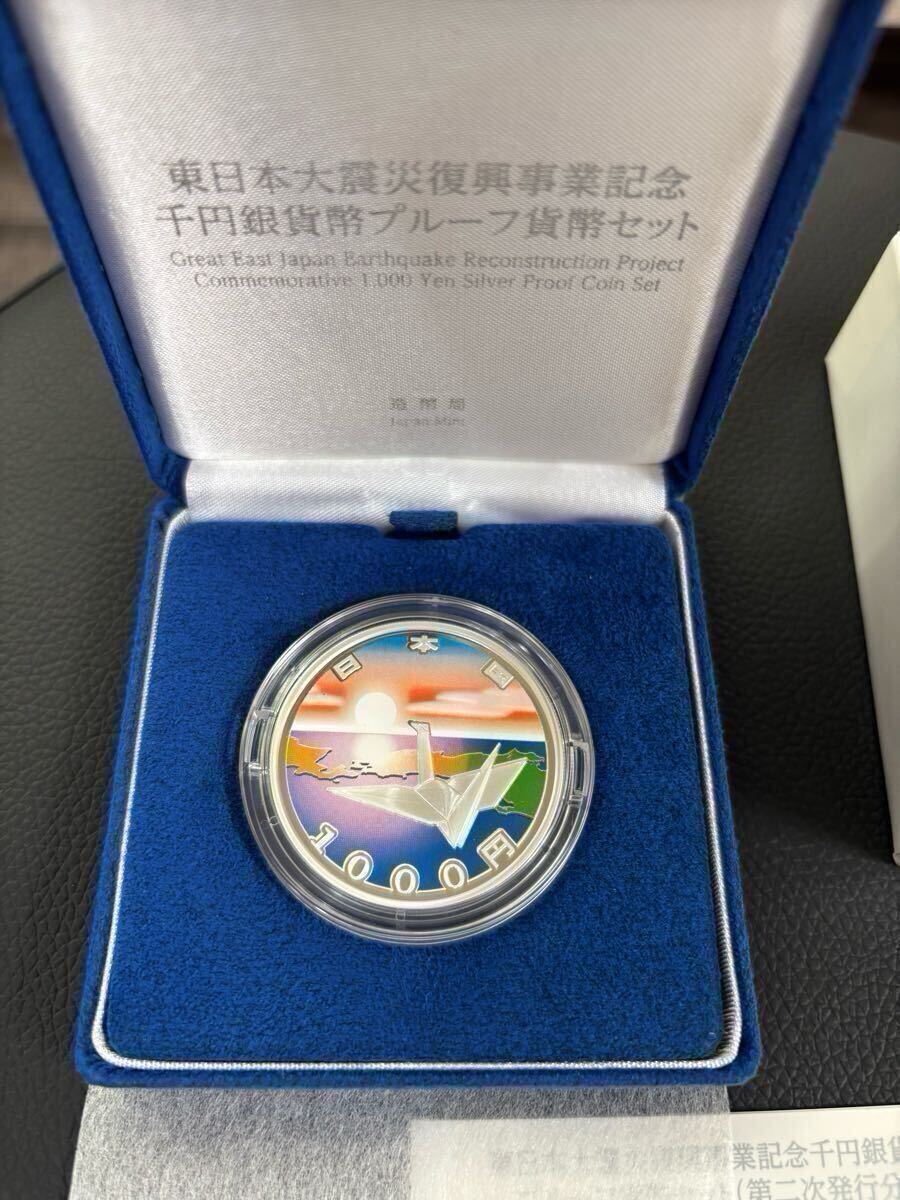 東日本大震災復興事業記念
千円銀貨幣プルーフ貨幣セット
Great East Japan Earthquake Reconstruction Project
Commemorative 1,000 Yen Silver Proof Coin Set
造幣局
Japan Mint
日本国
1000円
業記念千円銀貨
(第二次発行分